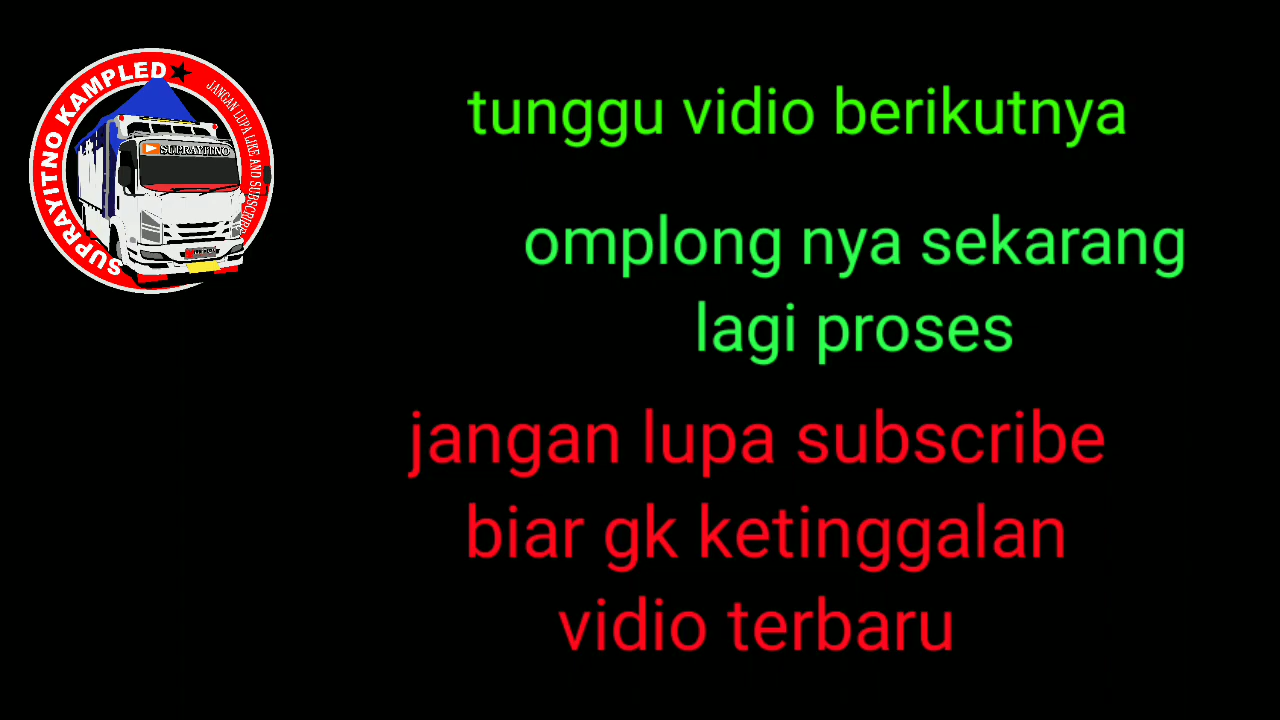 SUPRAYITNO KAMPLED
JANGAN LUPA LIKE AND SUBSCRIBE
SUPRAYITNO
tunggu vidio berikutnya
omplong nya sekarang
lagi proses
jangan lupa subscribe
biar gk ketinggalan
vidio terbaru